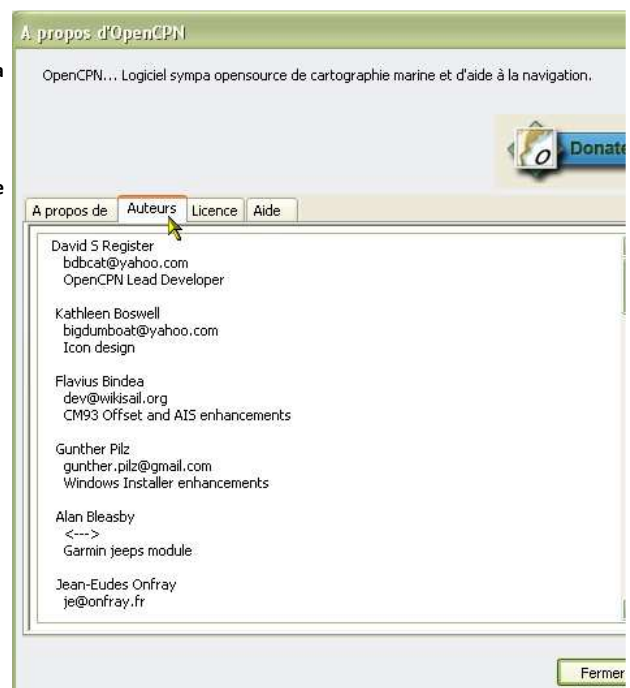 A propos d'OpenCPN
a
OpenCPN... Logiciel sympa opensource de cartographie marine et d'aide à la navigation.
O Donate
e
A propos de Auteurs Licence Aide
David S Register
bdbcat@yahoo.com
OpenCPN Lead Developer
Kathleen Boswell
bigdumboat@yahoo.com
Icon design
Flavius Bindea
dev@wikisail.org
CM93 Offset and AIS enhancements
Gunther Pilz
gunther.pilz@gmail.com
Windows Installer enhancements
Alan Bleasby
<--->
Garmin jeeps module
Jean-Eudes Onfray
je@onfray.fr
Fermer